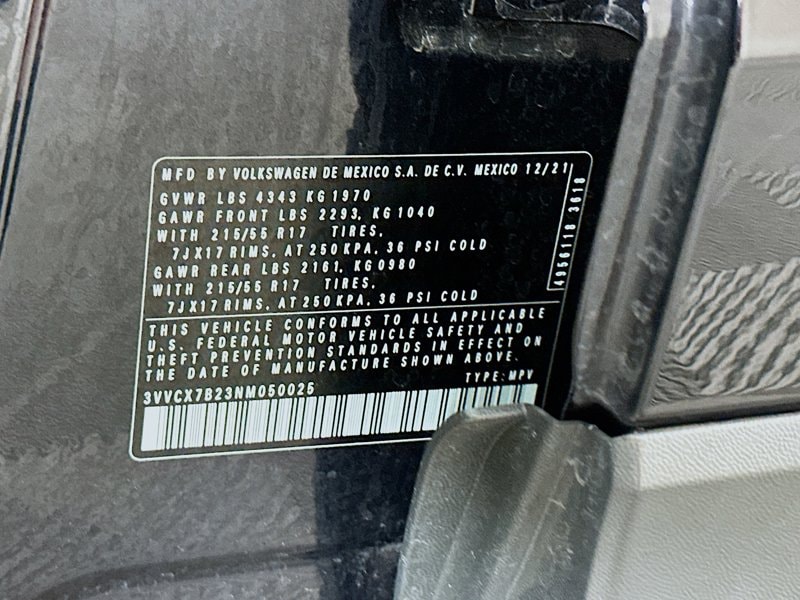 MFD BY VOLKSWAGEN DE MEXICO S.A. DE C.V. MEXICO 12/21
GVWR LBS 4343 KG 1970
GAWR FRONT LBS 2293, KG 1040
WITH 215/55 R17 TIRES,
7JX17 RIMS, AT 250 KPA, 36 PSI COLD
GAWR REAR LBS 2161, KG 0980
WITH 215/55 R17 TIRES,
7JX17 RIMS, AT 250 KPA, 36 PSI COLD
4956118 3618
THIS VEHICLE CONFORMS TO ALL APPLICABLE
U.S. FEDERAL MOTOR VEHICLE SAFETY AND
THEFT PREVENTION STANDARDS IN EFFECT ON
THE DATE OF MANUFACTURE SHOWN ABOVE.
TYPE: MPV
3VVCX7B23NM050025